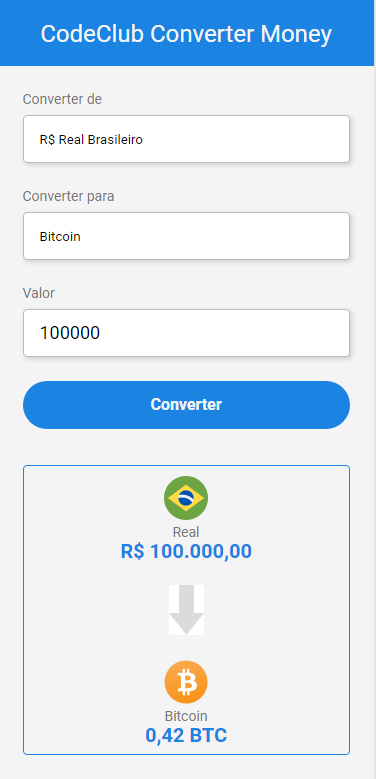 CodeClub Converter Money
Converter de
R$ Real Brasileiro
Converter para
Bitcoin
Valor
100000
Converter
Real
R$ 100.000,00
Bitcoin
0,42 BTC